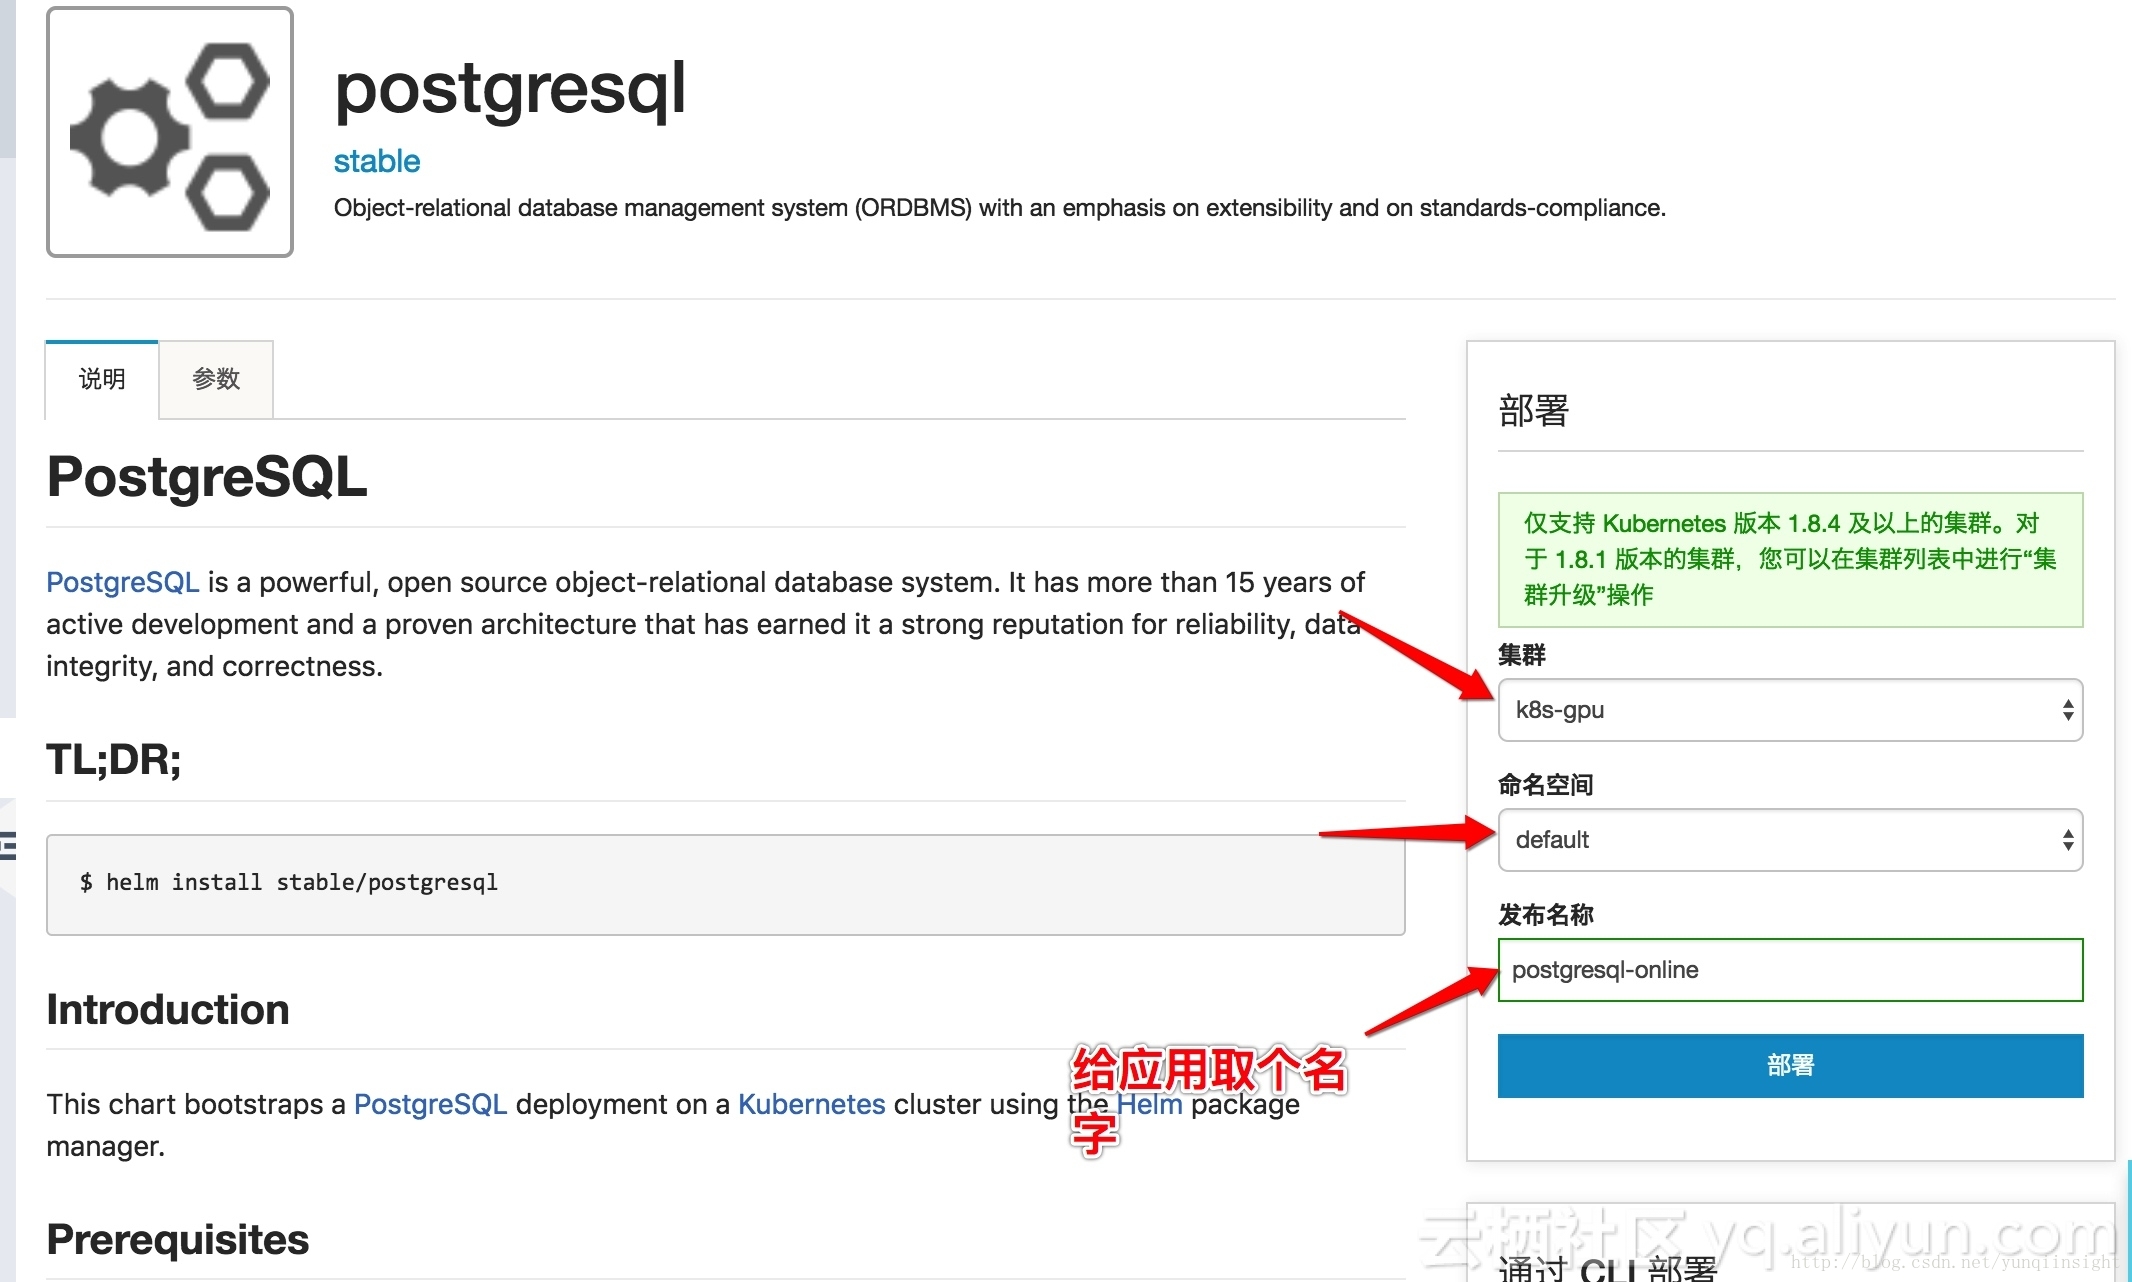 postgresql
stable
Object-relational database management system (ORDBMS) with an emphasis on extensibility and on standards-compliance.
说明
参数
PostgreSQL
PostgreSQL is a powerful, open source object-relational database system. It has more than 15 years of
active development and a proven architecture that has earned it a strong reputation for reliability, data
integrity, and correctness.
TL;DR;
$ helm install stable/postgresql
Introduction
This chart bootstraps a PostgreSQL deployment on a Kubernetes cluster using the Helm package
manager.
给应用取个名
字
Prerequisites
部署
仅支持 Kubernetes 版本 1.8.4 及以上的集群。对
于 1.8.1 版本的集群，您可以在集群列表中进行“集
群升级”操作
集群
k8s-gpu
命名空间
default
发布名称
postgresql-online
部署
通过 CLI 部署
云栖社区 yq.aliyun.com
http://blog.csdn.net/yunqiinsight